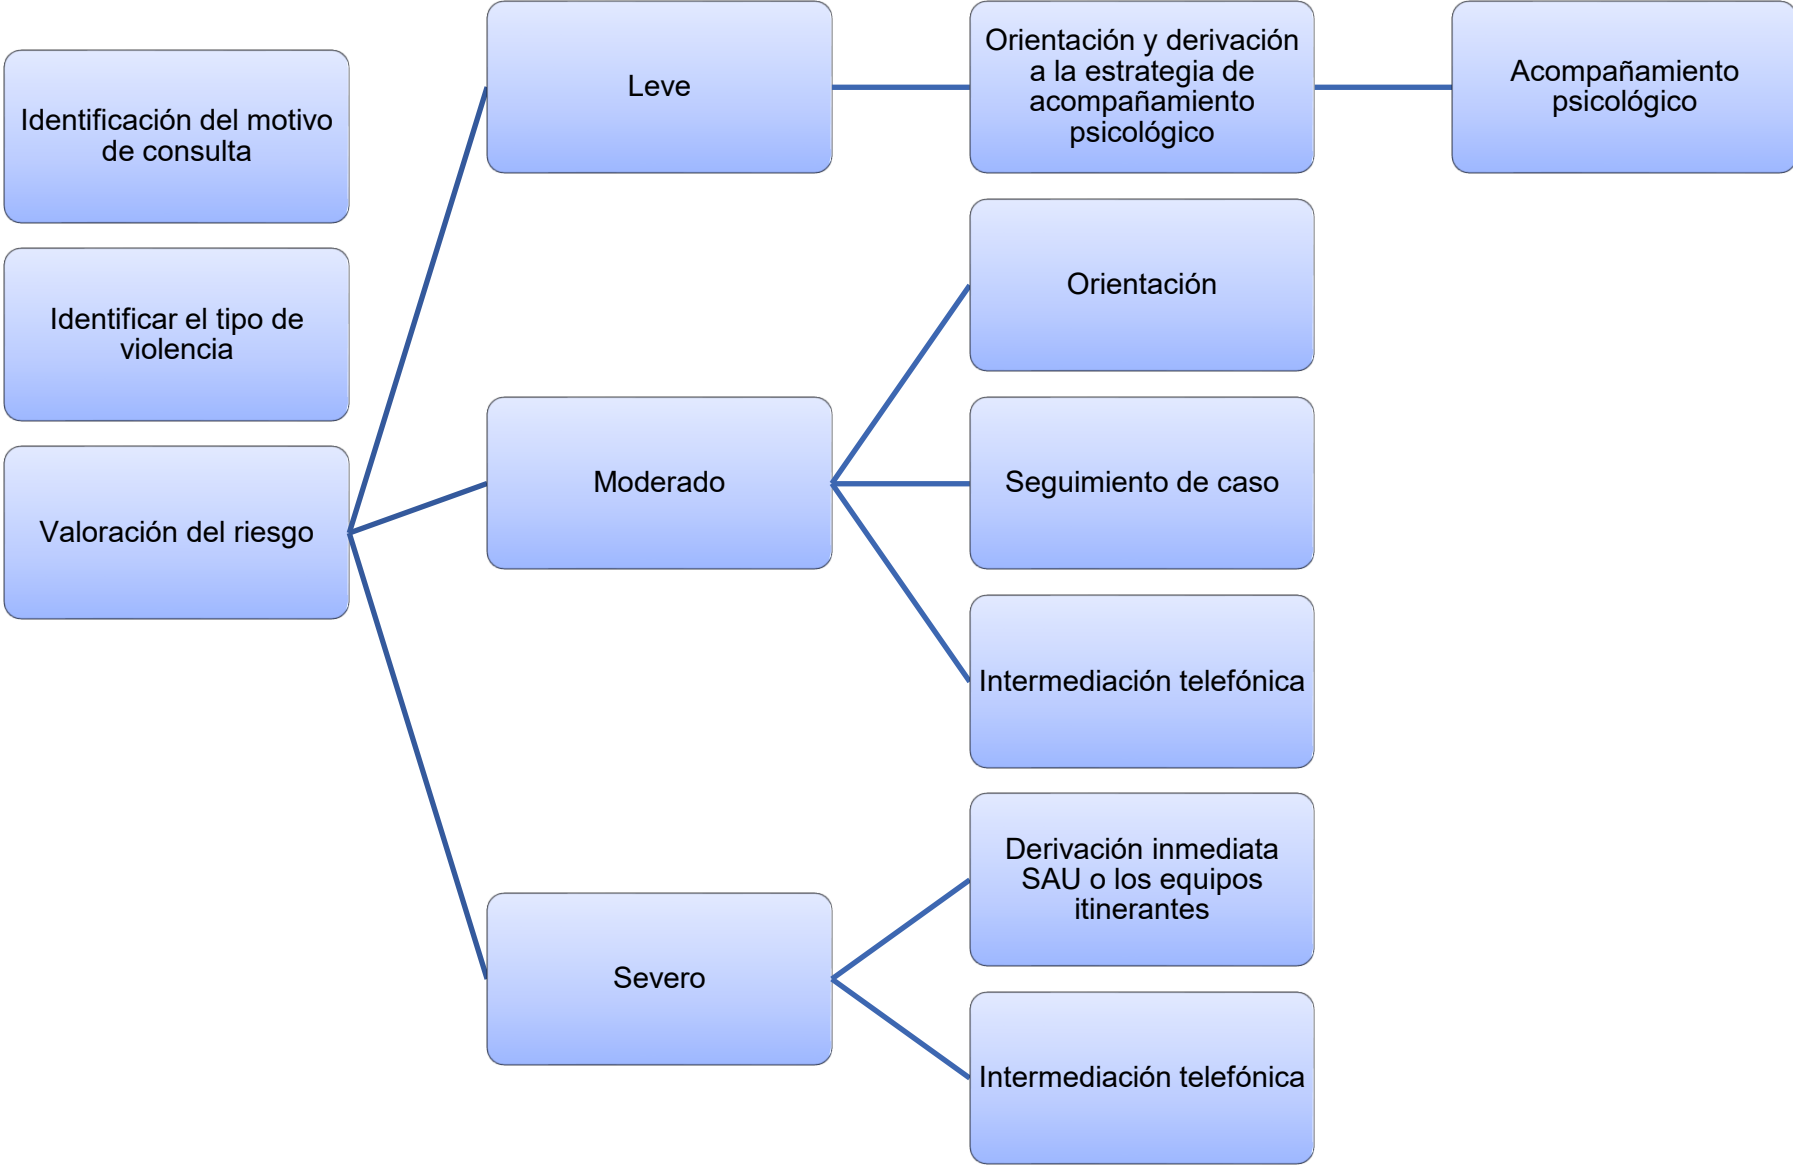 Identificación del motivo
de consulta
Identificar el tipo de
violencia
Valoración del riesgo
Leve
Orientación y derivación
a la estrategia de
acompañamiento
psicológico
Acompañamiento
psicológico
Moderado
Orientación
Seguimiento de caso
Intermediación telefónica
Severo
Derivación inmediata
SAU o los equipos
itinerantes
Intermediación telefónica